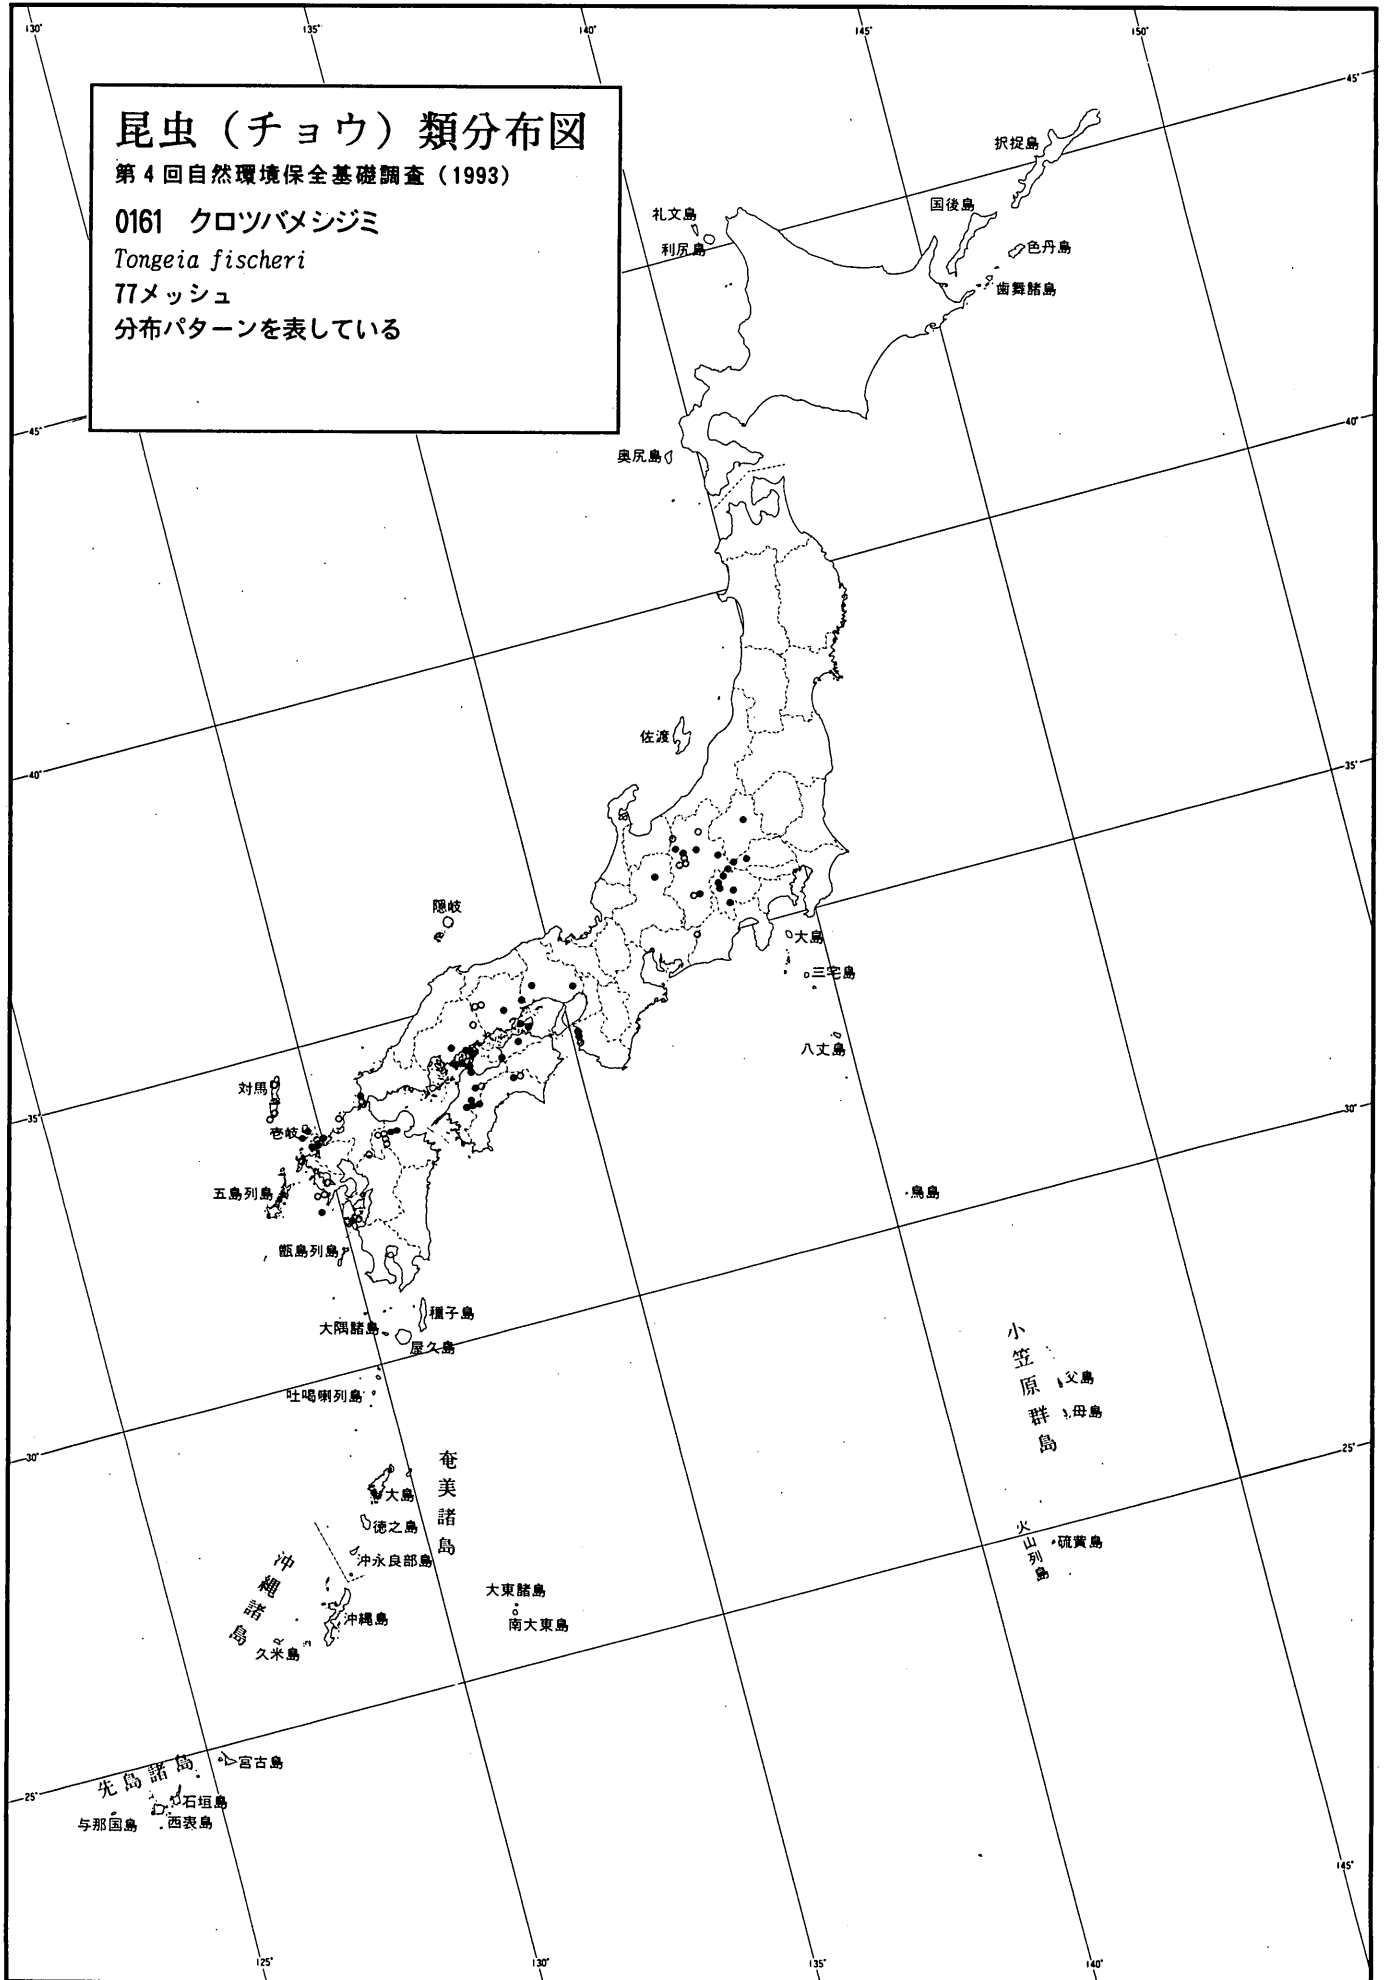 130°
135°
140°
145°
150°
昆虫（チョウ）類分布図
第4回自然環境保全基礎調査（1993）
0161 クロツバメシジミ
Tongeia fischeri
77メッシュ
分布パターンを表している
45°
択捉島
国後島
色丹島
歯舞諸島
礼文島
利尻島
45°
40°
奥尻島
佐渡
40°
35°
隠岐
大島
三宅島
八丈島
対馬
35°
壱岐
30°
五島列島
鳥島
甑島列島
種子島
大隅諸島
屋久島
吐喝喇列島
小笠原群島
父島
母島
30°
25°
奄美諸島
大島
徳之島
沖永良部島
沖縄諸島
沖縄島
久米島
火山列島
硫黄島
大東諸島
南大東島
先島諸島
宮古島
25°
石垣島
与那国島
西表島
145°
125°
130°
135°
140°